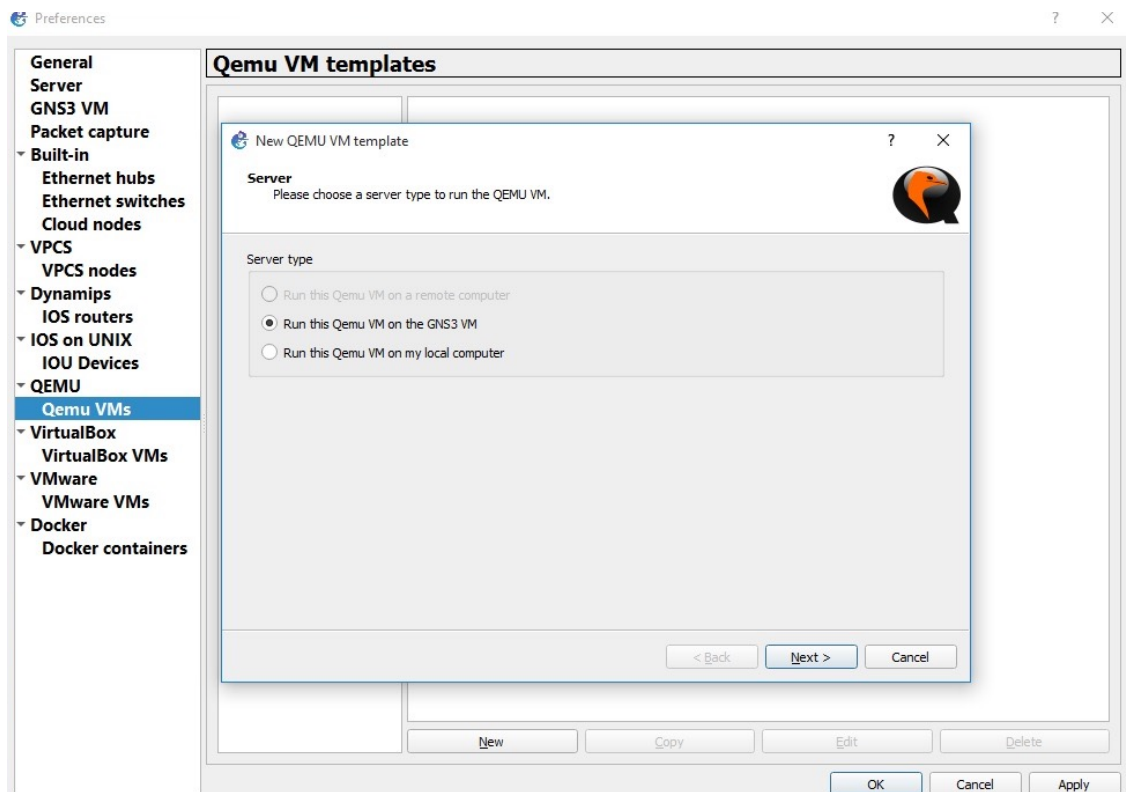 Preferences
? ×
General
Server
GNS3 VM
Packet capture
Built-in
Ethernet hubs
Ethernet switches
Cloud nodes
VPCS
VPCS nodes
Dynamips
IOS routers
IOS on UNIX
IOU Devices
QEMU
Qemu VMs
VirtualBox
VirtualBox VMs
VMware
VMware VMs
Docker
Docker containers
Qemu VM templates
New QEMU VM template
? ×
Server
Please choose a server type to run the QEMU VM.
Server type
Run this Qemu VM on a remote computer
Run this Qemu VM on the GNS3 VM
Run this Qemu VM on my local computer
< Back Next > Cancel
New Copy Edit Delete
OK Cancel Apply